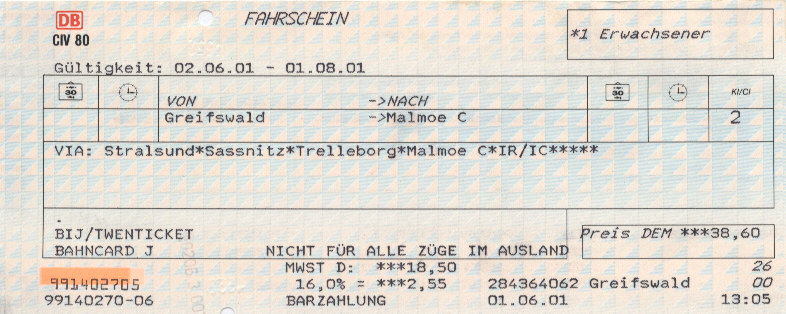 DB
FAHRSCHEIN
CIV 80
*1 Erwachsener
Gültigkeit: 02.06.01 - 01.08.01
30 30 Kl/Cl
VON ->NACH
Greifswald ->Malmoe C 2
VIA: Stralsund*Sassnitz*Trelleborg*Malmoe C*IR/IC*****
.
BIJ/TWENTICKET Preis DEM ***38,60
BAHNCARD J NICHT FÜR ALLE ZÜGE IM AUSLAND
MWST D: ***18,50 26
991402705 16,0% = ***2,55 284364062 Greifswald 00
99140270-06 BARZAHLUNG 01.06.01 13:05